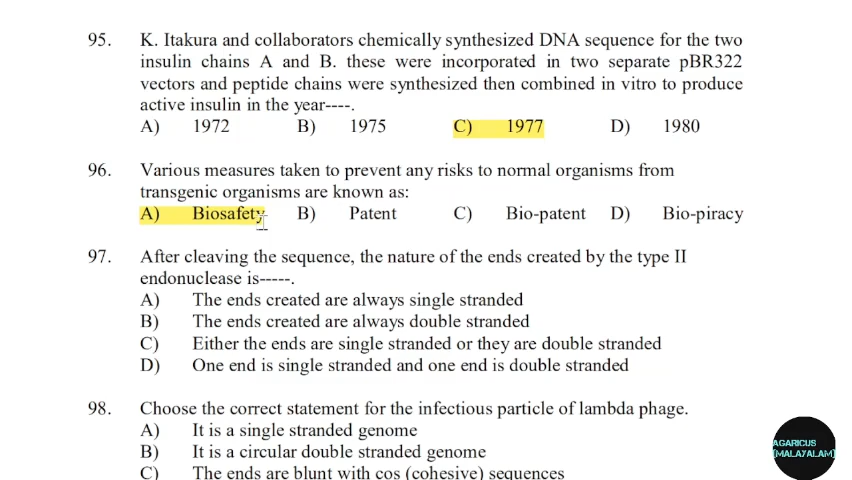 95. K. Itakura and collaborators chemically synthesized DNA sequence for the two
insulin chains A and B. these were incorporated in two separate pBR322
vectors and peptide chains were synthesized then combined in vitro to produce
active insulin in the year----.
A) 1972 B) 1975 C) 1977 D) 1980
96. Various measures taken to prevent any risks to normal organisms from
transgenic organisms are known as:
A) Biosafety B) Patent C) Bio-patent D) Bio-piracy
97. After cleaving the sequence, the nature of the ends created by the type II
endonuclease is-----.
A) The ends created are always single stranded
B) The ends created are always double stranded
C) Either the ends are single stranded or they are double stranded
D) One end is single stranded and one end is double stranded
98. Choose the correct statement for the infectious particle of lambda phage.
A) It is a single stranded genome
B) It is a circular double stranded genome
C) The ends are blunt with cos (cohesive) sequences
AGARICUS
(MALAYALAM)